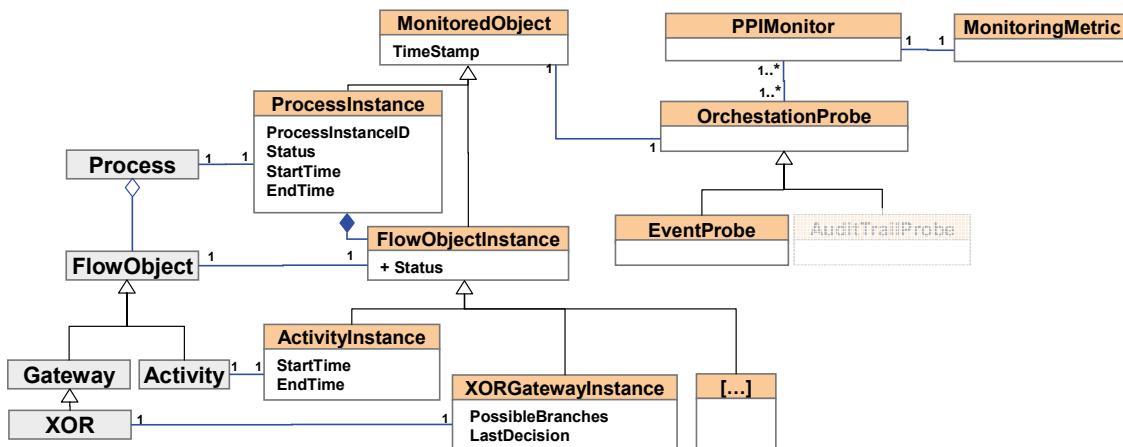 MonitoredObject
TimeStamp
PPIMonitor
MonitoringMetric
1
1
1
1..*
1..*
ProcessInstance
ProcessInstanceID
Status
StartTime
EndTime
OrchestationProbe
1
Process
1
1
EventProbe
AuditTrailProbe
FlowObjectInstance
+ Status
FlowObject
1
1
ActivityInstance
StartTime
EndTime
Gateway
Activity
1
1
XORGatewayInstance
PossibleBranches
LastDecision
[...]
XOR
1
1